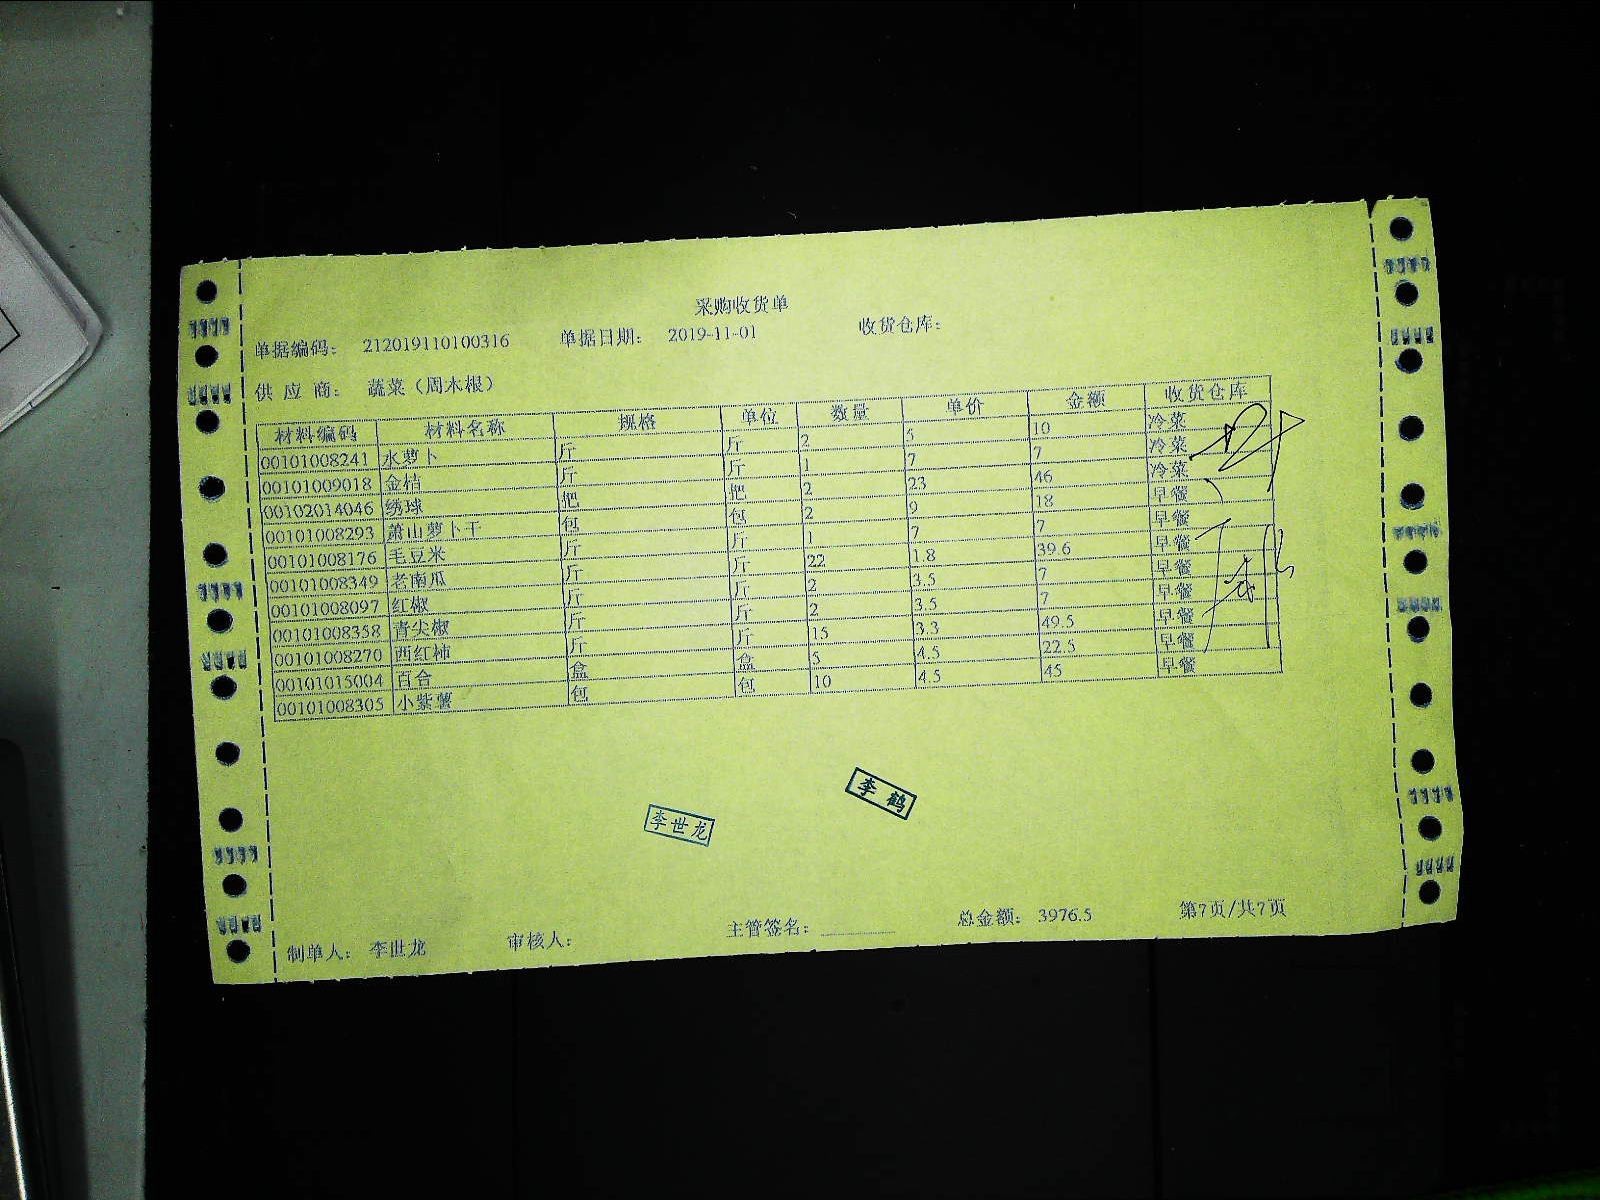 采购收货单
单据编码： 212019110100316 单据日期： 2019-11-01 收货仓库：
供 应 商： 蔬菜（周木根）
材料编码 材料名称 规格 单位 数量 单价 金额 收货仓库
00101008241 水萝卜 斤 斤 2 5 10 冷菜
00101009018 金桔 斤 斤 1 7 7 冷菜
00102014046 绣球 把 把 2 23 46 冷菜
00101008293 萧山萝卜干 包 包 2 9 18 早餐
00101008176 毛豆米 斤 斤 1 7 7 早餐
00101008349 老南瓜 斤 斤 22 1.8 39.6 早餐
00101008097 红椒 斤 斤 2 3.5 7 早餐
00101008358 青尖椒 斤 斤 2 3.5 7 早餐
00101008270 西红柿 斤 斤 15 3.3 49.5 早餐
00101015004 百合 盒 盒 5 4.5 22.5 早餐
00101008305 小紫薯 包 包 10 4.5 45 早餐
李鹤
李世龙
制单人： 李世龙 审核人： 主管签名： 总金额： 3976.5 第7页/共7页